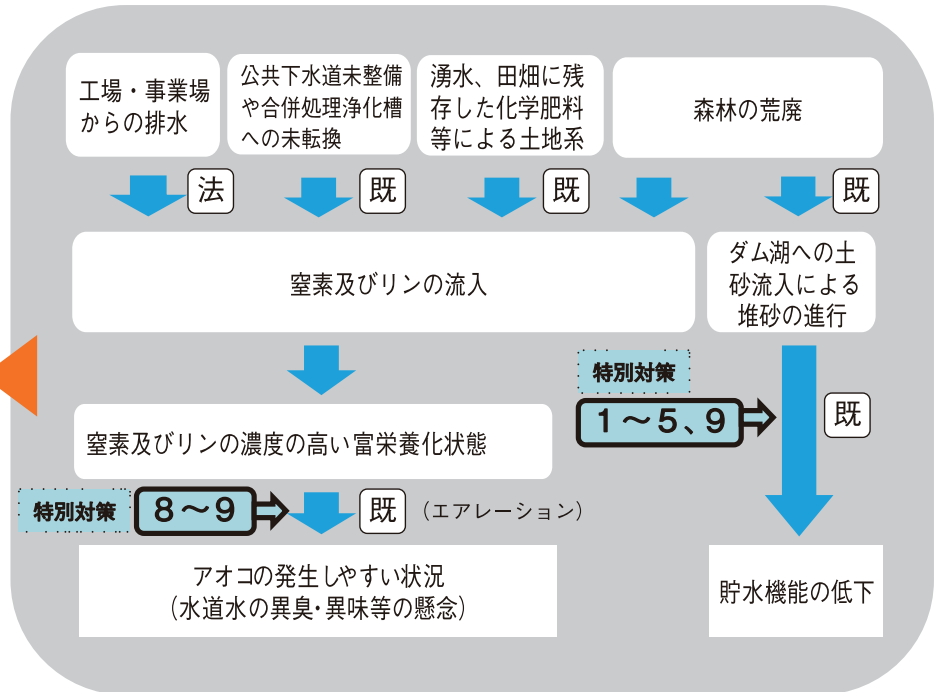 工場・事業場
からの排水
公共下水道未整備
や合併処理浄化槽
への未転換
湧水、田畑に残
存した化学肥料
等による土地系
森林の荒廃
法
既
既
既
窒素及びリンの流入
ダム湖への土
砂流入による
堆砂の進行
特別対策
1～5、9
既
窒素及びリンの濃度の高い富栄養化状態
特別対策
8～9
既
（エアレーション）
アオコの発生しやすい状況
（水道水の異臭・異味等の懸念）
貯水機能の低下